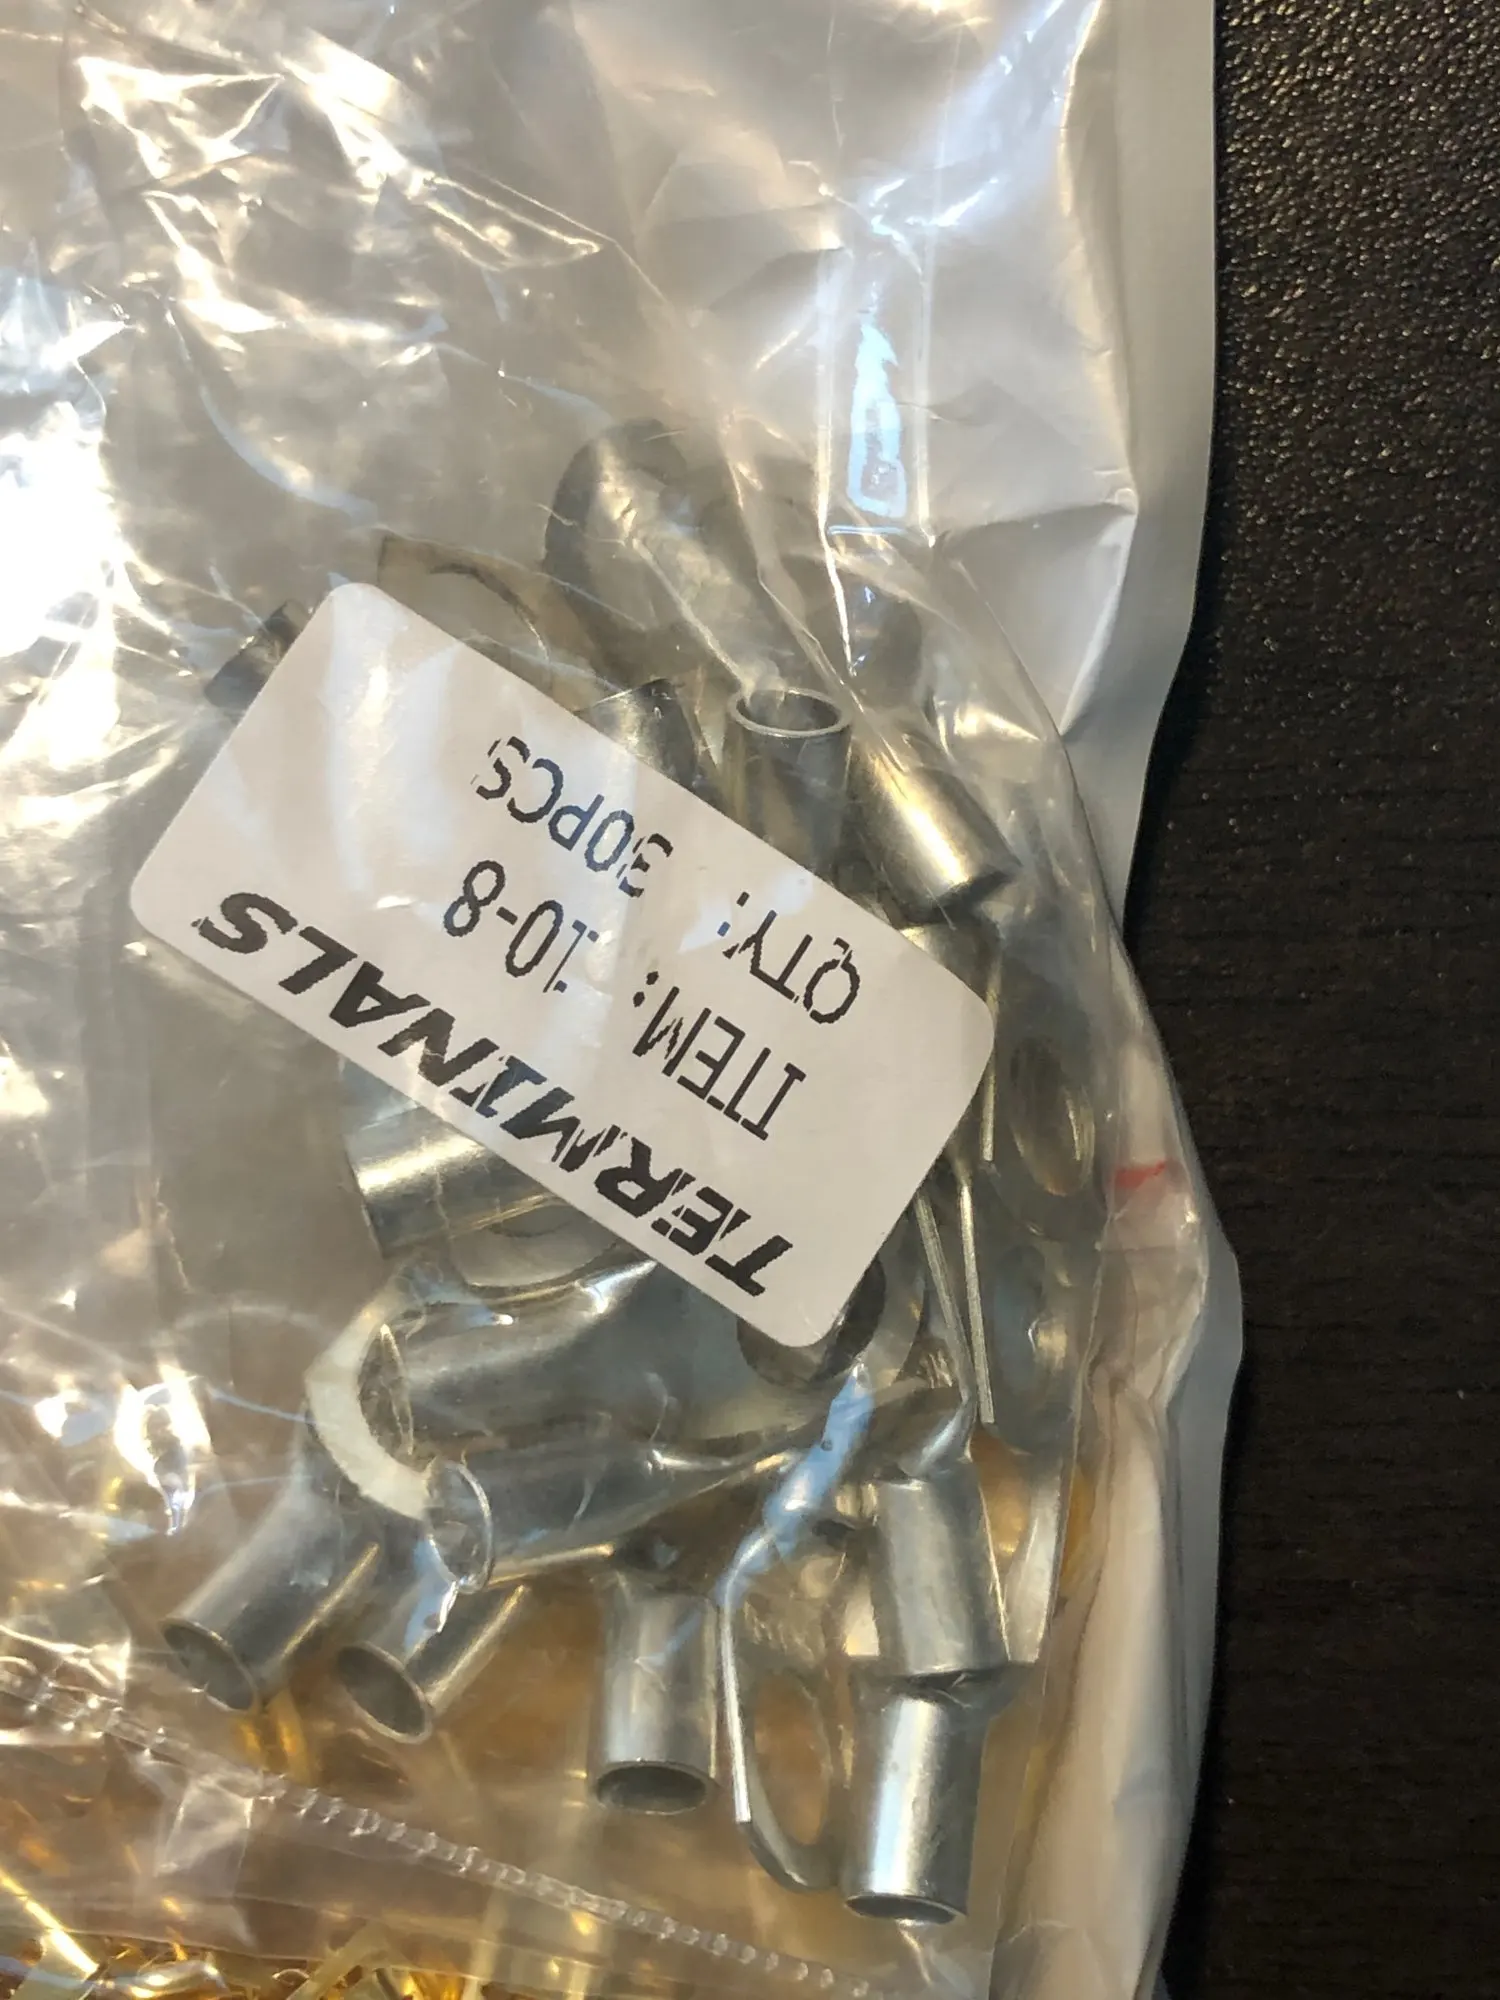 TERMINALS
ITEM: 10-8
QTY: 30PCS